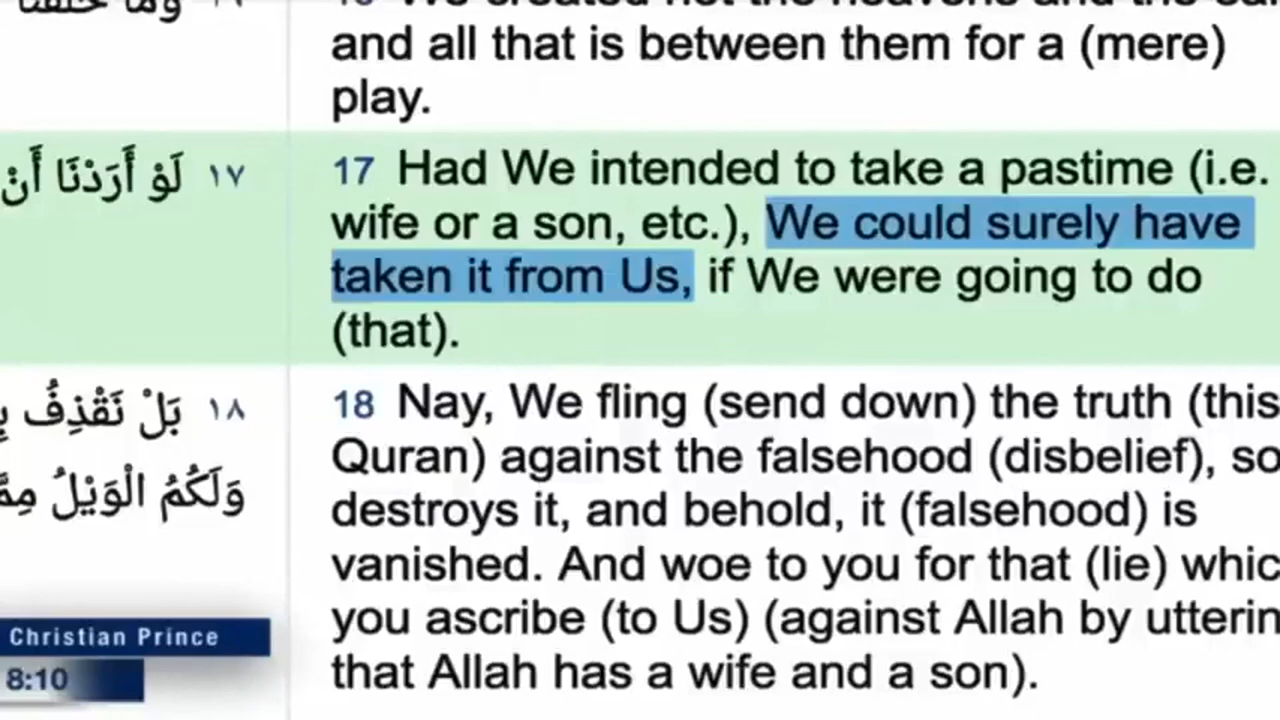 and all that is between them for a (mere)
play.
١٧ لَوْ أَرَدْنَا أَنْ
17 Had We intended to take a pastime (i.e.
wife or a son, etc.), We could surely have
taken it from Us, if We were going to do
(that).
١٨ بَلْ نَقْذِفُ
وَلَكُمُ الْوَيْلُ
18 Nay, We fling (send down) the truth (this
Quran) against the falsehood (disbelief), so
destroys it, and behold, it (falsehood) is
vanished. And woe to you for that (lie)
you ascribe (to Us) (against Allah by
that Allah has a wife and a son).
Christian Prince
8:10